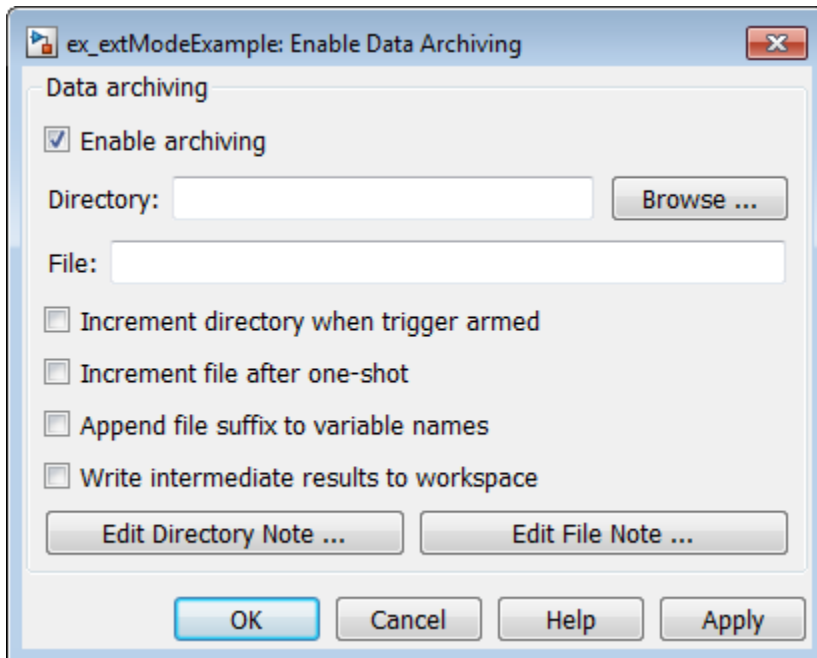 ex_extModeExample: Enable Data Archiving
Data archiving
Enable archiving
Directory: Browse ...
File:
Increment directory when trigger armed
Increment file after one-shot
Append file suffix to variable names
Write intermediate results to workspace
Edit Directory Note ... Edit File Note ...
OK Cancel Help Apply